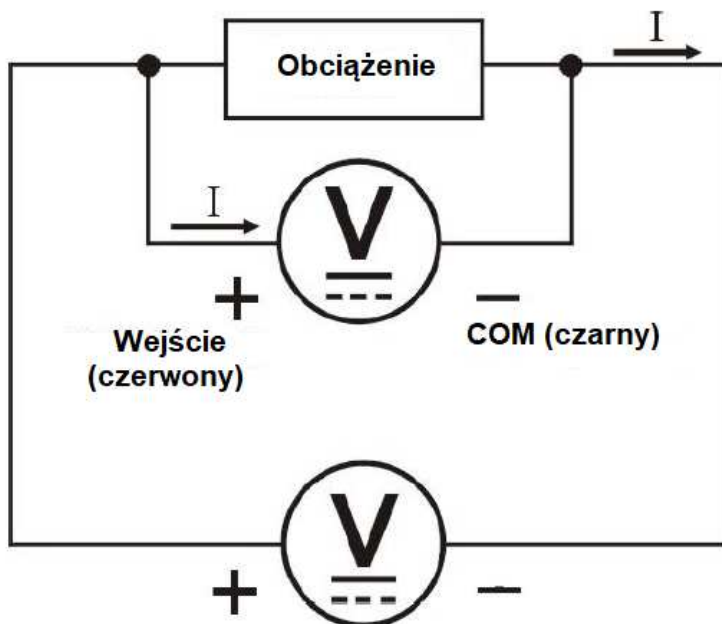 I
Obciążenie
I
V
+
−
Wejście
(czerwony)
COM (czarny)
V
+
−